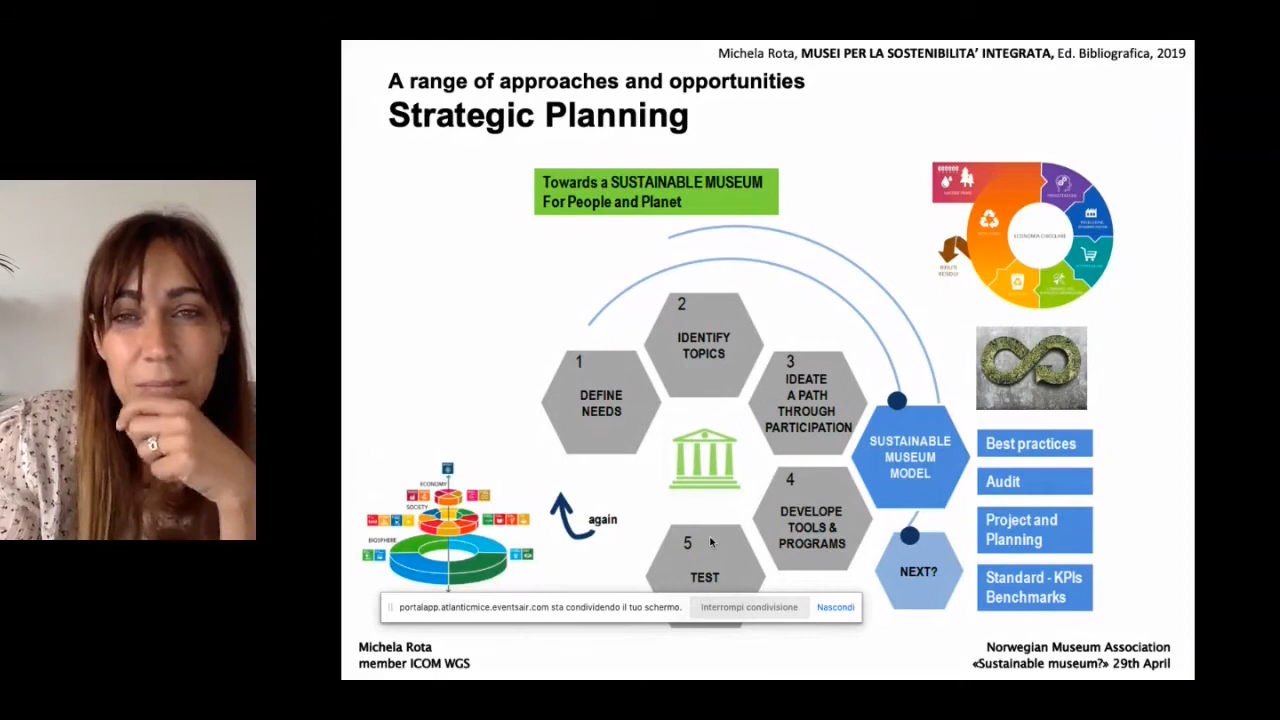 Michela Rota, MUSEI PER LA SOSTENIBILITA' INTEGRATA, Ed. Bibliografica, 2019
A range of approaches and opportunities
Strategic Planning
Towards a SUSTAINABLE MUSEUM
For People and Planet
ECONOMIA CIRCOLARE
1
DEFINE
NEEDS
2
IDENTIFY
TOPICS
3
IDEATE
A PATH
THROUGH
PARTICIPATION
4
DEVELOPE
TOOLS &
PROGRAMS
5
TEST
again
SUSTAINABLE
MUSEUM
MODEL
NEXT?
Best practices
Audit
Project and
Planning
Standard - KPIs
Benchmarks
ECONOMY
SOCIETY
BIOSPHERE
portalapp.atlanticmice.eventsair.com sta condividendo il tuo schermo.
Interrompi condivisione
Nascondi
Michela Rota
member ICOM WGS
Norwegian Museum Association
«Sustainable museum?» 29th April